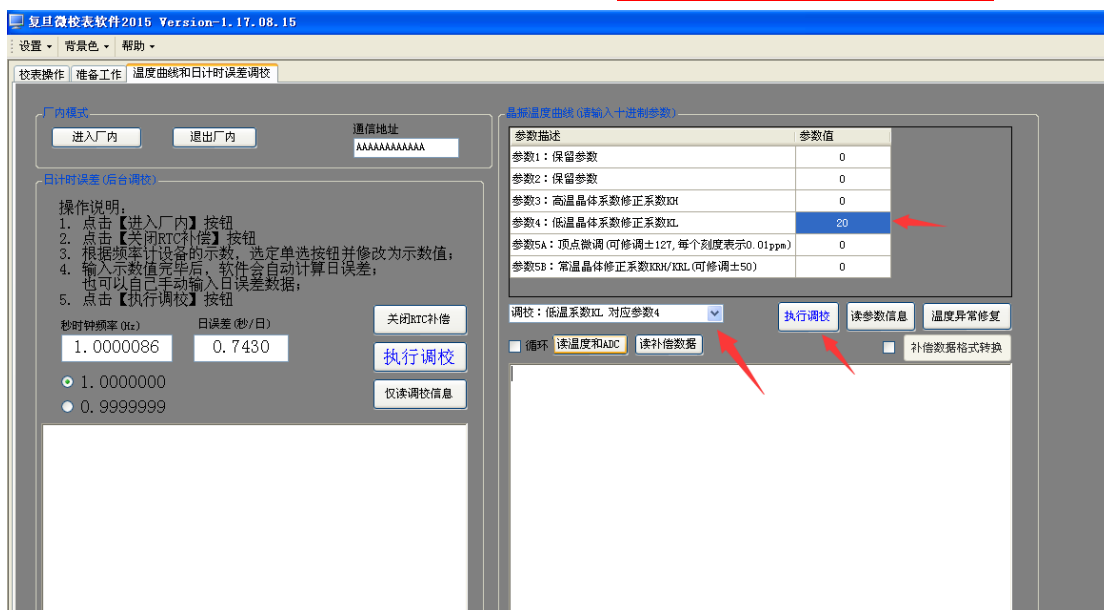 复旦微校表软件2015 Version-1.17.08.15
设置 背景色 帮助
校表操作 准备工作 温度曲线和日计时误差调校
厂内模式
进入厂内 退出厂内
通信地址
AAAAAAAAAAAA
日计时误差(后台调校)
操作说明:
1. 点击【进入厂内】按钮
2. 点击【关闭RTC补偿】按钮
3. 根据频率计设备的示数, 选定单选按钮并修改为示数值;
4. 输入示数值完毕后, 软件会自动计算日误差;
也可以自己手动输入日误差数据;
5. 点击【执行调校】按钮
秒时钟频率(Hz) 日误差(秒/日)
1.0000086 0.7430
1.0000000
0.9999999
关闭RTC补偿
执行调校
仅读调校信息
晶振温度曲线(请输入十进制参数)
参数描述 参数值
参数1:保留参数 0
参数2:保留参数 0
参数3:高温晶体系数修正系数KH 0
参数4:低温晶体系数修正系数KL 20
参数5A:顶点微调(可修调±127,每个刻度表示0.01ppm) 0
参数5B:常温晶体修正系数KRH/KRL(可修调±50) 0
调校:低温系数KL 对应参数4 执行调校 读参数信息 温度异常修复
循环 读温度和ADC 读补偿数据 补偿数据格式转换